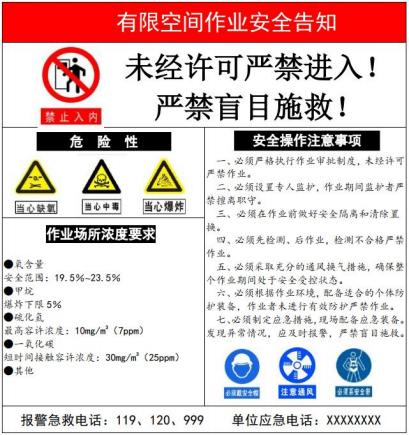 有限空间作业安全告知
未经许可严禁进入！
严禁盲目施救！
禁止入内
危 险 性
当心缺氧
当心中毒
当心爆炸
作业场所浓度要求
●氧含量
安全范围：19.5%~23.5%
●甲烷
爆炸下限5%
●硫化氢
最高容许浓度：10mg/m³（7ppm）
●一氧化碳
短时间接触容许浓度：30mg/m³（25ppm）
●其他
安全操作注意事项
一、必须严格执行作业审批制度，未经许可
严禁作业。
二、必须设置专人监护，作业期间监护者严
禁擅离职守。
三、必须在作业前做好安全隔离和清除置
换。
四、必须先检测、后作业，检测不合格严禁
作业。
五、必须采取充分的通风换气措施，确保整
个作业期间处于安全受控状态。
六、必须根据作业环境，配备适合的个体防
护装备，作业者未进行有效防护严禁作业。
七、必须制定应急措施，现场配备应急装备。
发现异常情况，应及时报警，严禁盲目施救。
必须戴安全帽
注意通风
必须系安全带
报警急救电话：119、120、999
单位应急电话：XXXXXXXX